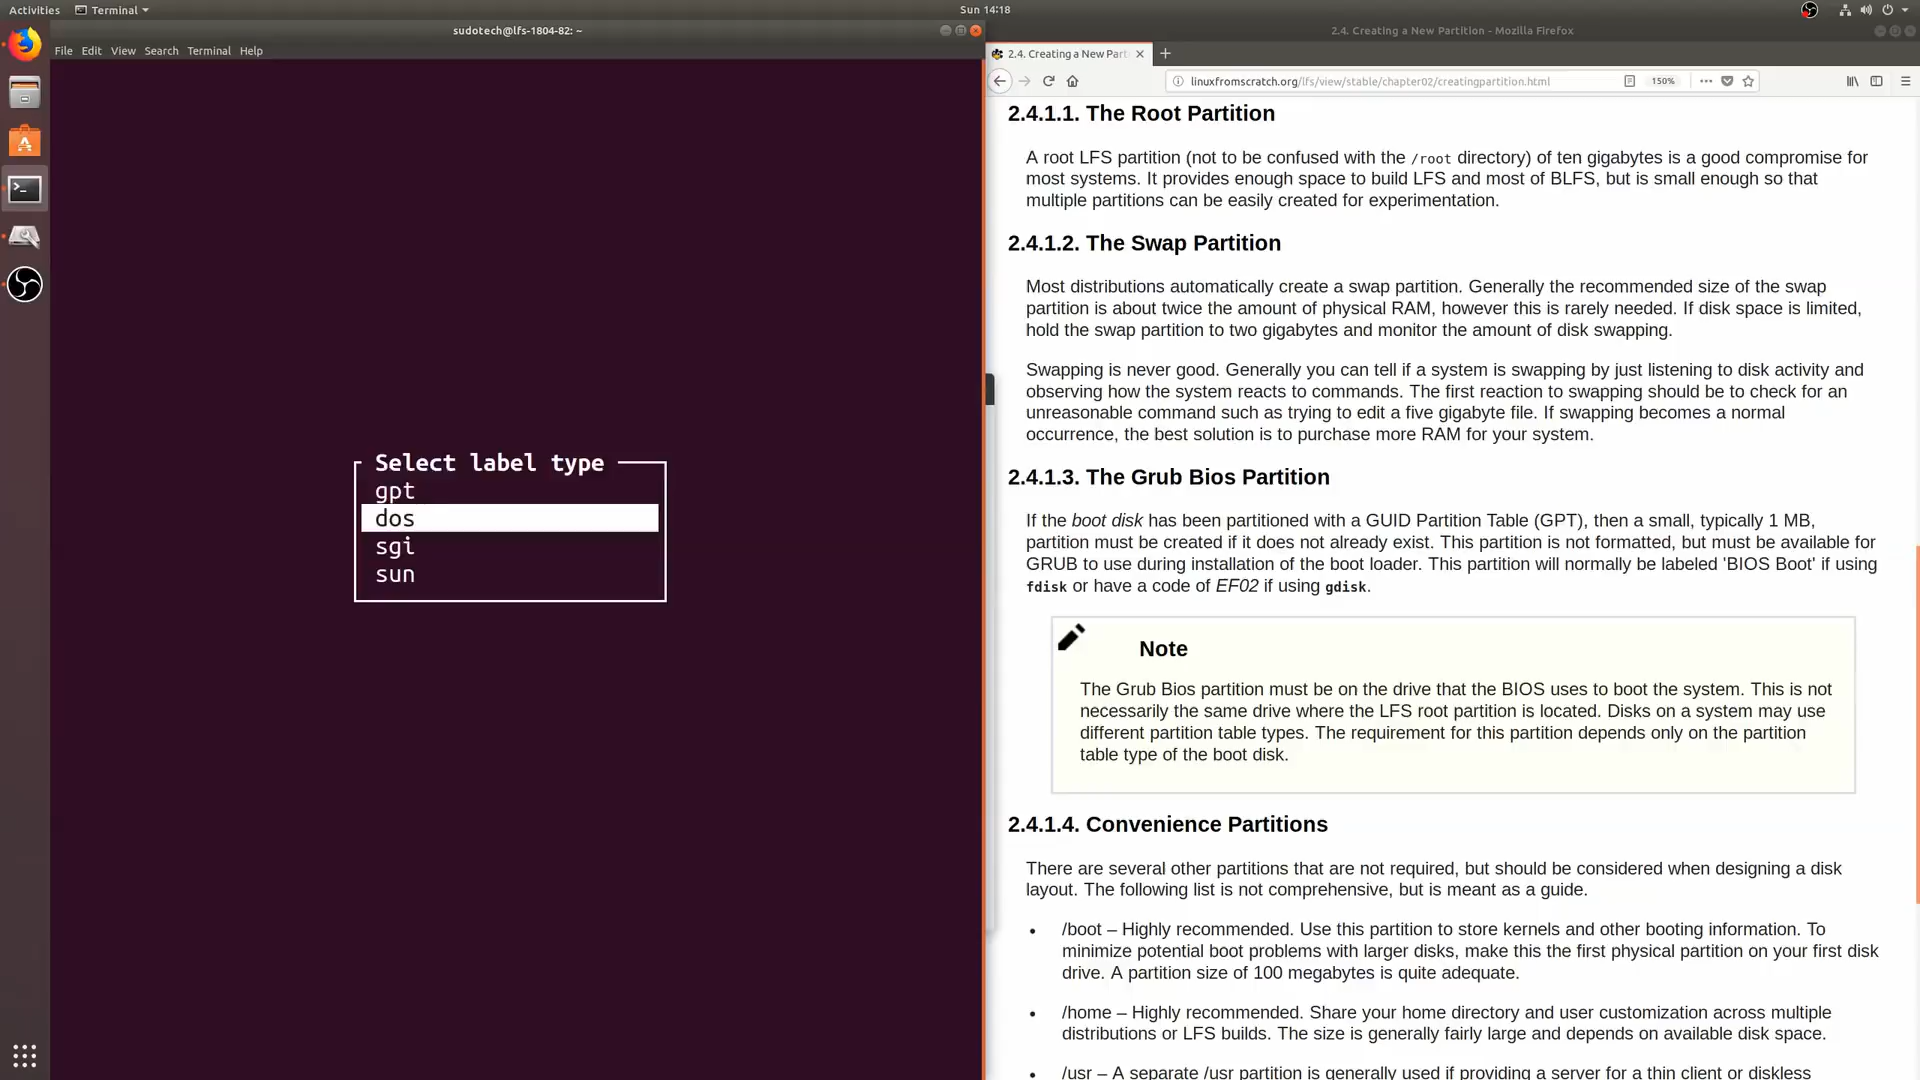 Activities
Terminal
Sun 14:18
sudotech@lfs-1804-82: ~
File Edit View Search Terminal Help
Select label type
gpt
dos
sgi
sun
2.4. Creating a New Partition - Mozilla Firefox
2.4. Creating a New Part
linuxfromscratch.org/lfs/view/stable/chapter02/creatingpartition.html
150%
2.4.1.1. The Root Partition
A root LFS partition (not to be confused with the /root directory) of ten gigabytes is a good compromise for
most systems. It provides enough space to build LFS and most of BLFS, but is small enough so that
multiple partitions can be easily created for experimentation.
2.4.1.2. The Swap Partition
Most distributions automatically create a swap partition. Generally the recommended size of the swap
partition is about twice the amount of physical RAM, however this is rarely needed. If disk space is limited,
hold the swap partition to two gigabytes and monitor the amount of disk swapping.
Swapping is never good. Generally you can tell if a system is swapping by just listening to disk activity and
observing how the system reacts to commands. The first reaction to swapping should be to check for an
unreasonable command such as trying to edit a five gigabyte file. If swapping becomes a normal
occurrence, the best solution is to purchase more RAM for your system.
2.4.1.3. The Grub Bios Partition
If the boot disk has been partitioned with a GUID Partition Table (GPT), then a small, typically 1 MB,
partition must be created if it does not already exist. This partition is not formatted, but must be available for
GRUB to use during installation of the boot loader. This partition will normally be labeled 'BIOS Boot' if using
fdisk or have a code of EF02 if using gdisk.
Note
The Grub Bios partition must be on the drive that the BIOS uses to boot the system. This is not
necessarily the same drive where the LFS root partition is located. Disks on a system may use
different partition table types. The requirement for this partition depends only on the partition
table type of the boot disk.
2.4.1.4. Convenience Partitions
There are several other partitions that are not required, but should be considered when designing a disk
layout. The following list is not comprehensive, but is meant as a guide.
• /boot – Highly recommended. Use this partition to store kernels and other booting information. To
minimize potential boot problems with larger disks, make this the first physical partition on your first disk
drive. A partition size of 100 megabytes is quite adequate.
• /home – Highly recommended. Share your home directory and user customization across multiple
distributions or LFS builds. The size is generally fairly large and depends on available disk space.
• /usr – A separate /usr partition is generally used if providing a server for a thin client or diskless